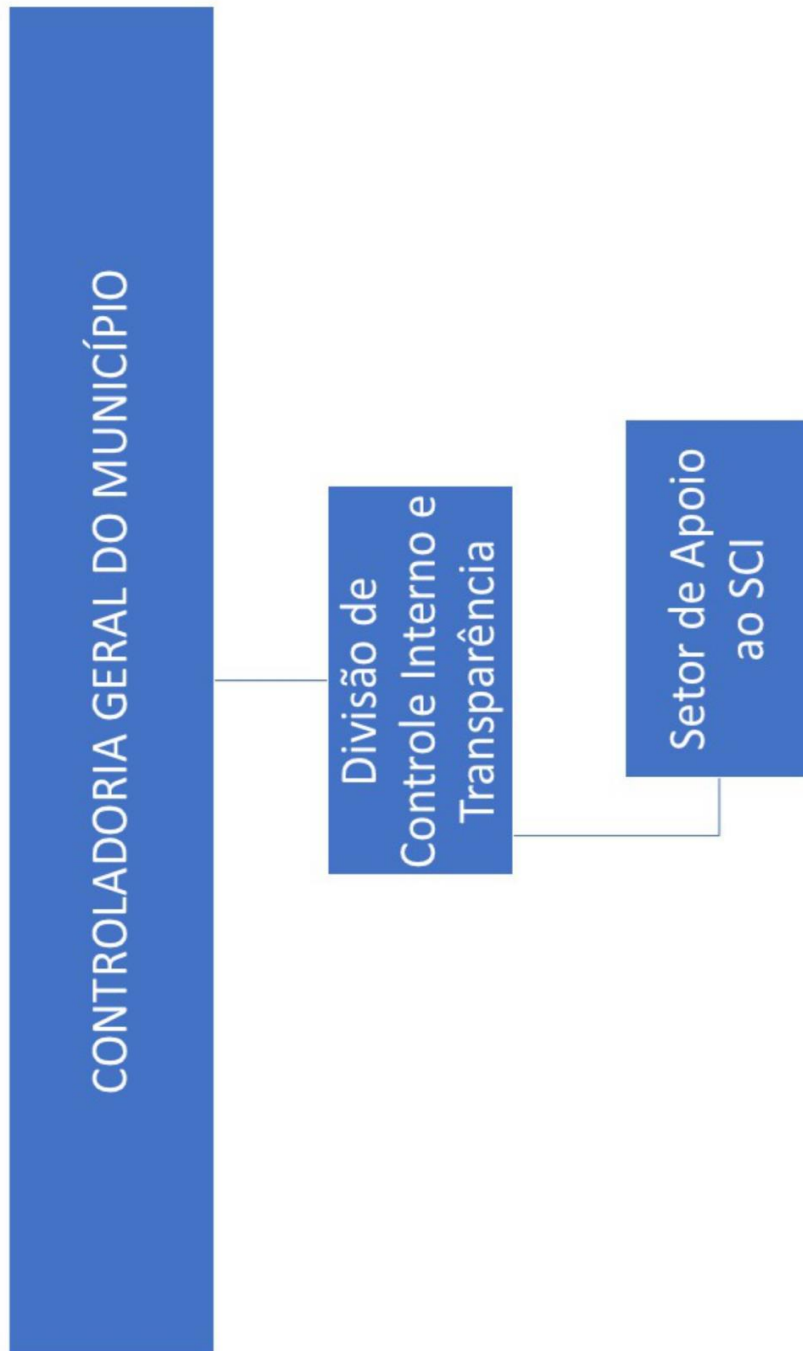 CONTROLADORIA GERAL DO MUNICÍPIO
Divisão de
Controle Interno e
Transparência
Setor de Apoio
ao SCI